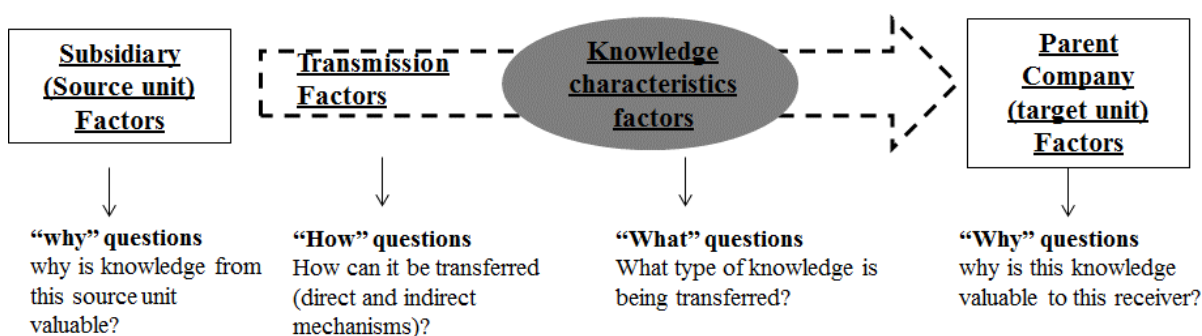 Subsidiary
(Source unit)
Factors
Transmission
Factors
Knowledge
characteristics
factors
Parent
Company
(target unit)
Factors
“why” questions
why is knowledge from
this source unit
valuable?
“How” questions
How can it be transferred
(direct and indirect
mechanisms)?
“What” questions
What type of knowledge is
being transferred?
“Why” questions
why is this knowledge
valuable to this receiver?